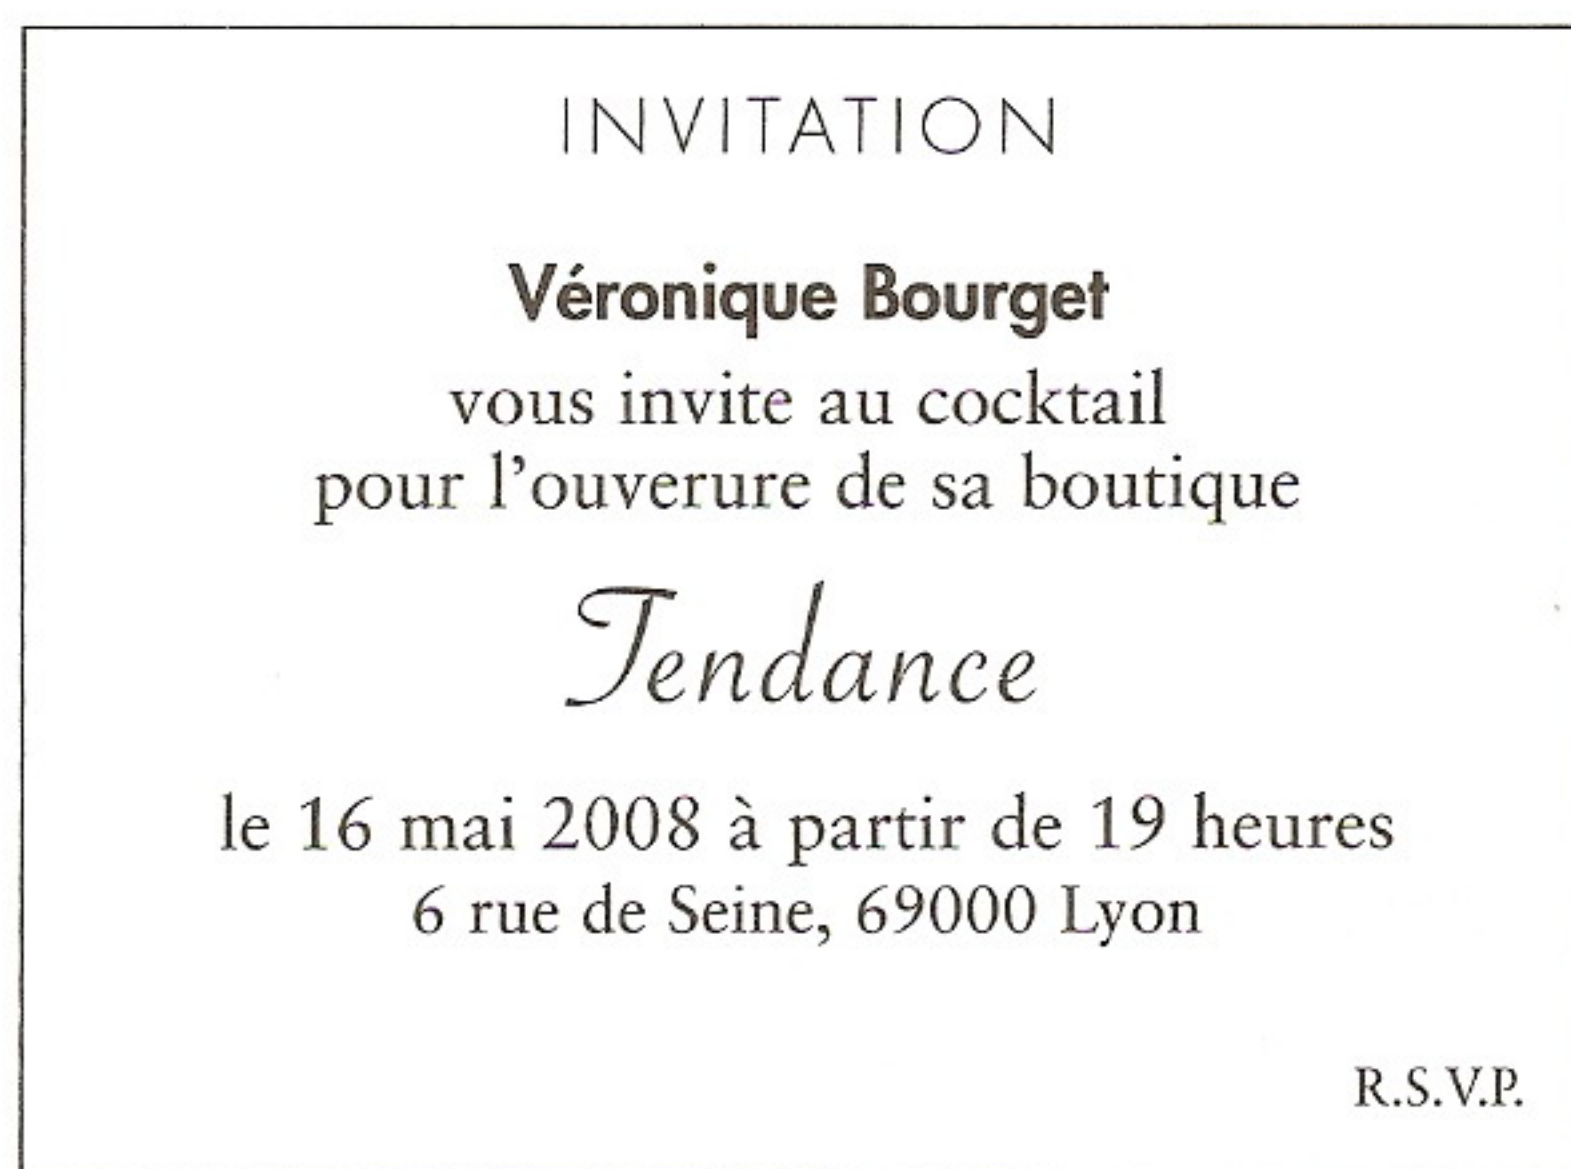 INVITATION
Véronique Bourget
vous invite au cocktail
pour l'ouverure de sa boutique
Tendance
le 16 mai 2008 à partir de 19 heures
6 rue de Seine, 69000 Lyon
R.S.V.P.